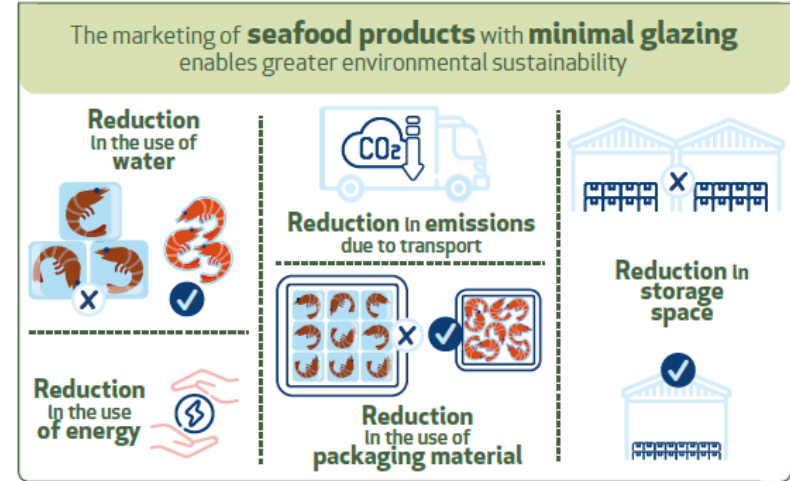 The marketing of seafood products with minimal glazing
enables greater environmental sustainability
Reduction
In the use of
water
CO₂
Reduction In emissions
due to transport
Reduction In
storage
space
Reduction
In the use
of energy
Reduction
In the use of
packaging material